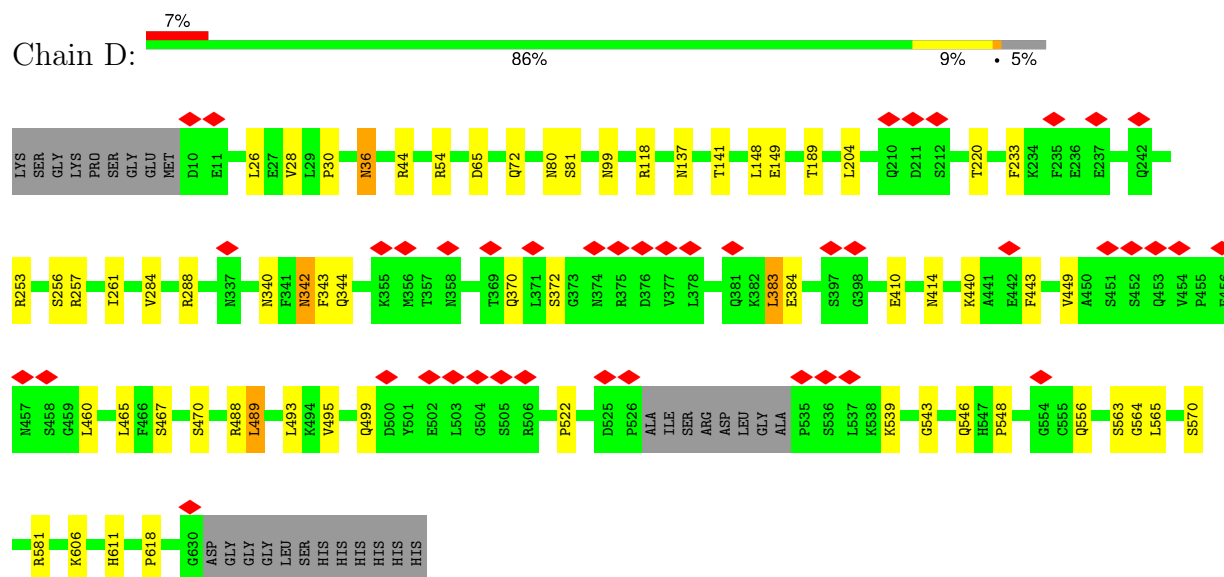 7%
Chain D:
86% 9% • 5%
LYS SER GLY LYS PRO SER GLY GLU MET D10 E11 L26 E27 V28 L29 P30 N36 R44 R54 D65 Q72 N80 S81 N99 R118 N137 T141 L148 E149 T189 L204 Q210 D211 S212 T220 F233 K234 F235 E236 E237 Q242
R253 S256 R257 I261 V284 R288 N337 N340 F341 N342 F343 Q344 K355 M356 T357 N358 T369 Q370 L371 S372 G373 N374 R375 D376 V377 L378 Q381 K382 L383 E384 S397 G398 E410 N414 K440 A441 E442 F443 V449 A450 S451 S452 Q453 V454 P455
N457 S458 G459 L460 L465 F466 S467 S470 R488 L489 L493 K494 V495 Q499 D500 Y501 E502 L503 G504 S505 R506 P522 D525 P526 ALA ILE SER ARG ASP LEU GLY ALA P535 S536 L537 K538 K539 G543 Q546 H547 P548 G554 C555 Q556 S563 G564 L565 S570
R581 K606 H611 P618 G630 ASP GLY GLY GLY LEU SER HIS HIS HIS HIS HIS HIS